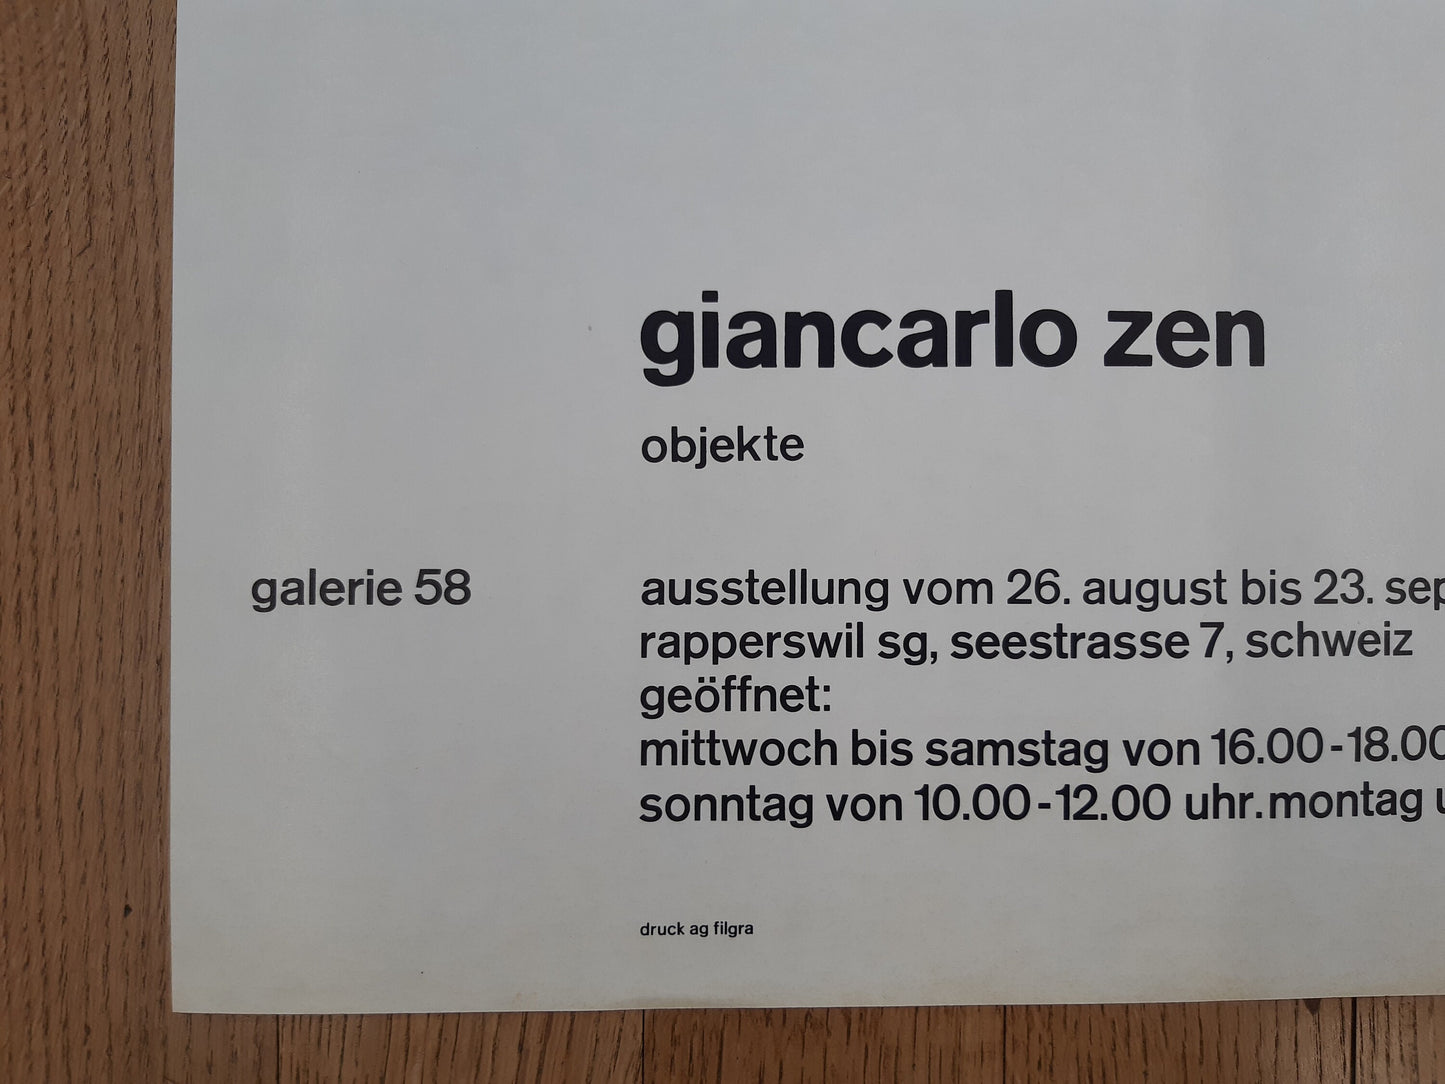 giancarlo zen
objekte
galerie 58
ausstellung vom 26. august bis 23.
rapperswil sg, seestrasse 7, schweiz
geöffnet:
mittwoch bis samstag von 16.00-18.00
sonntag von 10.00-12.00 uhr. montag
druck ag filgra